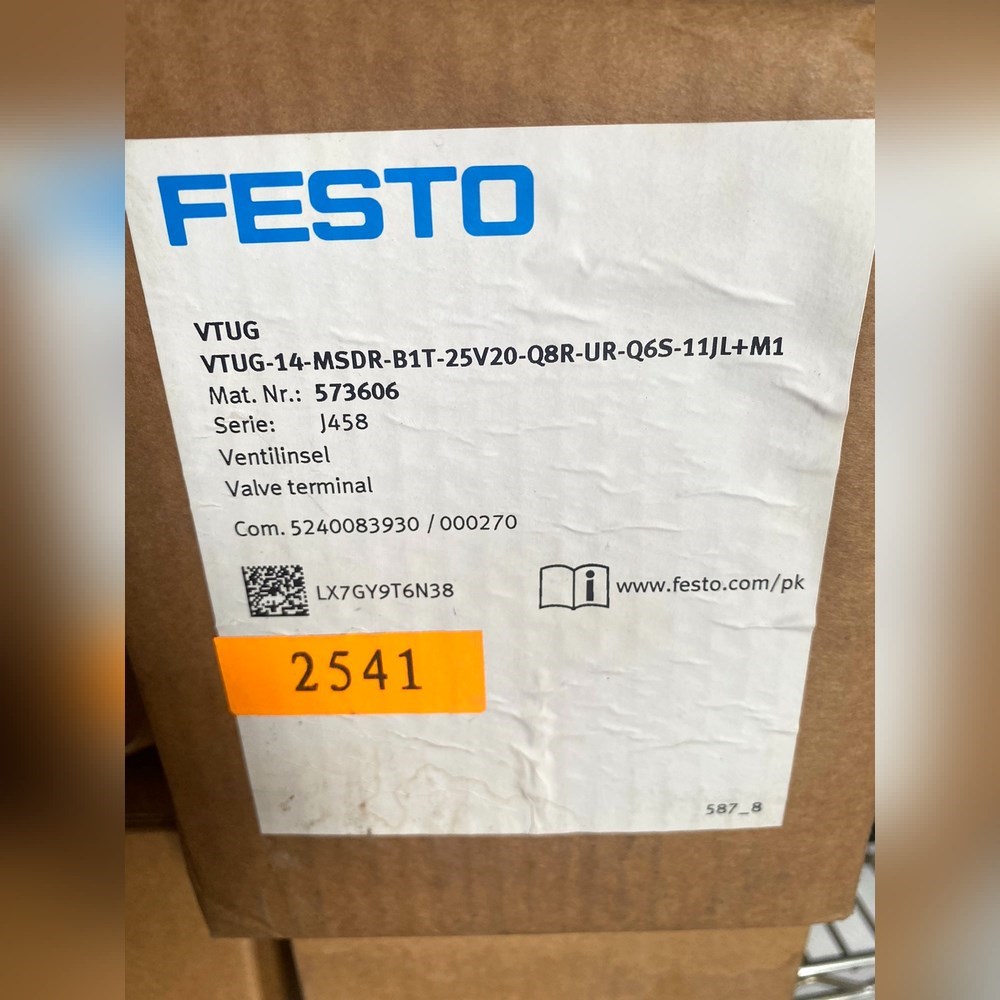 FESTO
VTUG
VTUG-14-MSDR-B1T-25V20-Q8R-UR-Q6S-11JL+M1
Mat. Nr.: 573606
Serie: J458
Ventilinsel
Valve terminal
Com. 5240083930 / 000270
LX7GY9T6N38
www.festo.com/pk
2541
587_8